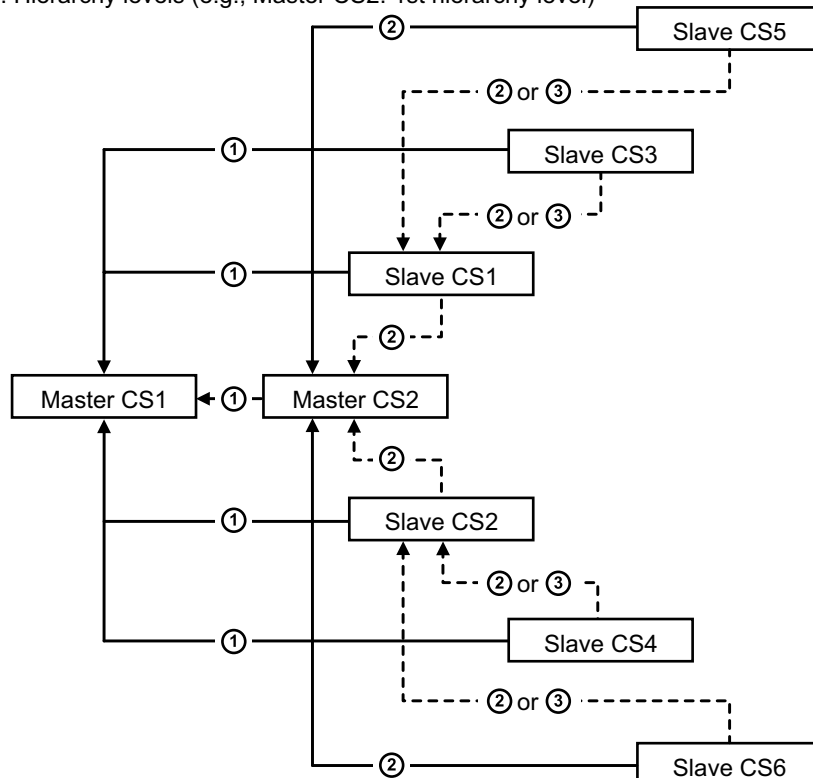 . Hierarchy levels (e.g., Master CS2: 1st hierarchy level)
② Slave CS5
② or ③
① Slave CS3
② or ③
① Slave CS1
②
Master CS1 ① Master CS2
②
① Slave CS2
② or ③
① Slave CS4
② or ③
② Slave CS6